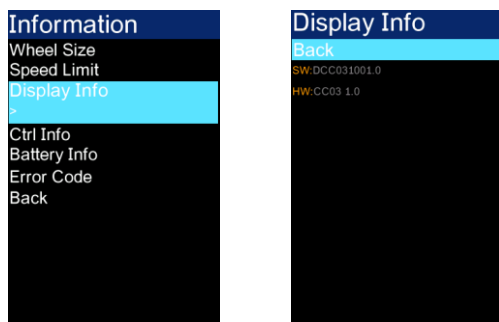 Information
Wheel Size
Speed Limit
Display Info
>
Ctrl Info
Battery Info
Error Code
Back
Display Info
Back
SW:DCC031001.0
HW:CC03 1.0